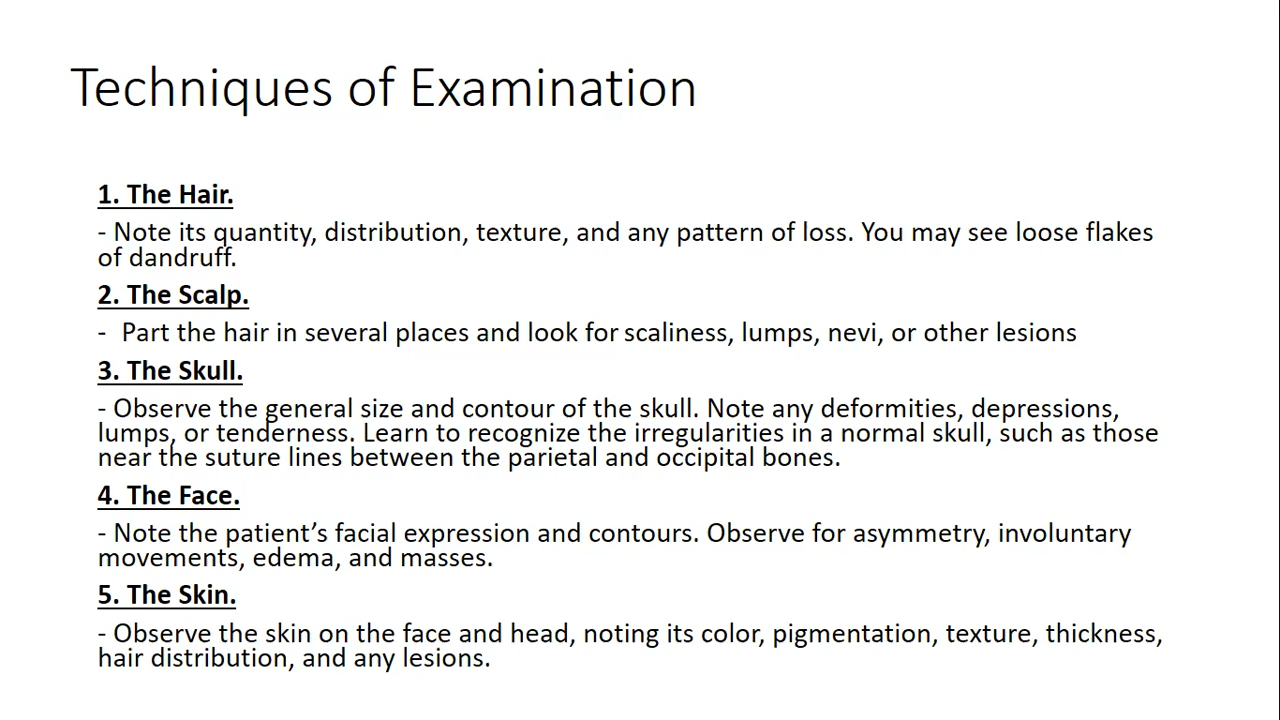 Techniques of Examination
1. The Hair.
- Note its quantity, distribution, texture, and any pattern of loss. You may see loose flakes
of dandruff.
2. The Scalp.
- Part the hair in several places and look for scaliness, lumps, nevi, or other lesions
3. The Skull.
- Observe the general size and contour of the skull. Note any deformities, depressions,
lumps, or tenderness. Learn to recognize the irregularities in a normal skull, such as those
near the suture lines between the parietal and occipital bones.
4. The Face.
- Note the patient’s facial expression and contours. Observe for asymmetry, involuntary
movements, edema, and masses.
5. The Skin.
- Observe the skin on the face and head, noting its color, pigmentation, texture, thickness,
hair distribution, and any lesions.